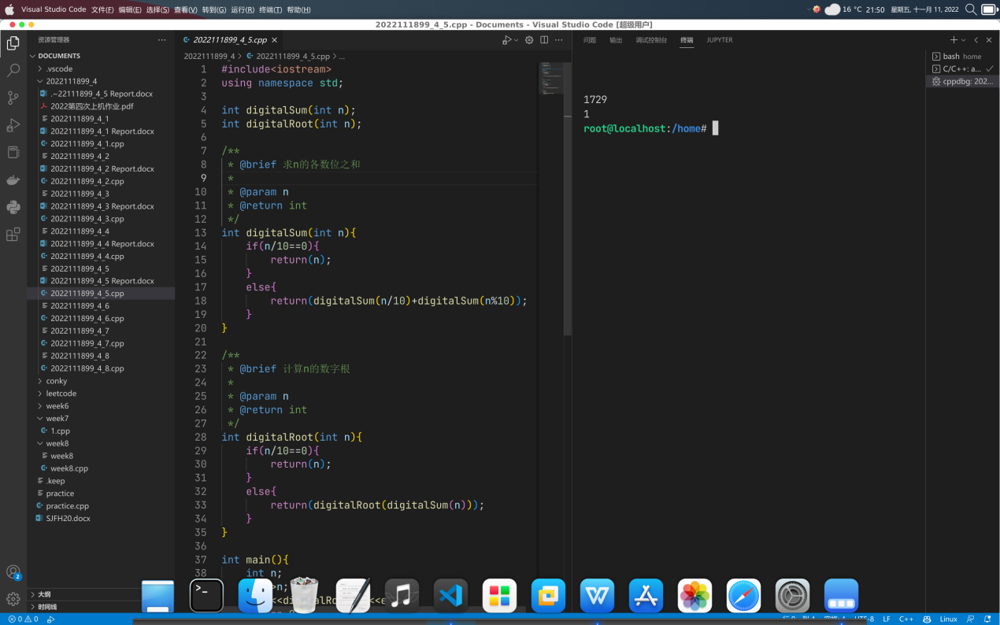 Visual Studio Code 文件(F) 编辑(E) 选择(S) 查看(V) 转到(G) 运行(R) 终端(T) 帮助(H)
16 °C 21:50 星期五, 十一月 11, 2022
2022111899_4_5.cpp - Documents - Visual Studio Code [超级用户]
资源管理器
DOCUMENTS
.vscode
2022111899_4
.~22111899_4_5 Report.docx
2022第四次上机作业.pdf
2022111899_4_1
2022111899_4_1 Report.docx
2022111899_4_1.cpp
2022111899_4_2
2022111899_4_2 Report.docx
2022111899_4_2.cpp
2022111899_4_3
2022111899_4_3 Report.docx
2022111899_4_3.cpp
2022111899_4_4
2022111899_4_4 Report.docx
2022111899_4_4.cpp
2022111899_4_5
2022111899_4_5 Report.docx
2022111899_4_5.cpp
2022111899_4_6
2022111899_4_6.cpp
2022111899_4_7
2022111899_4_7.cpp
2022111899_4_8
2022111899_4_8.cpp
conky
leetcode
week6
week7
1.cpp
week8
week8
week8.cpp
.keep
practice
practice.cpp
SJFH20.docx
大纲
时间线
2022111899_4_5.cpp
2022111899_4 > 2022111899_4_5.cpp > ...
1 #include<iostream>
2 using namespace std;
3
4 int digitalSum(int n);
5 int digitalRoot(int n);
6
7 /**
8 * @brief 求n的各数位之和
9 *
10 * @param n
11 * @return int
12 */
13 int digitalSum(int n){
14 if(n/10==0){
15 return(n);
16 }
17 else{
18 return(digitalSum(n/10)+digitalSum(n%10));
19 }
20 }
21
22 /**
23 * @brief 计算n的数字根
24 *
25 * @param n
26 * @return int
27 */
28 int digitalRoot(int n){
29 if(n/10==0){
30 return(n);
31 }
32 else{
33 return(digitalRoot(digitalSum(n)));
34 }
35 }
36
37 int main(){
38 int n;
问题 输出 调试控制台 终端 JUPYTER
1729
1
root@localhost:/home#
bash home
C/C++: a...
cppdbg: 202...
2
0 0
LF C++ Linux